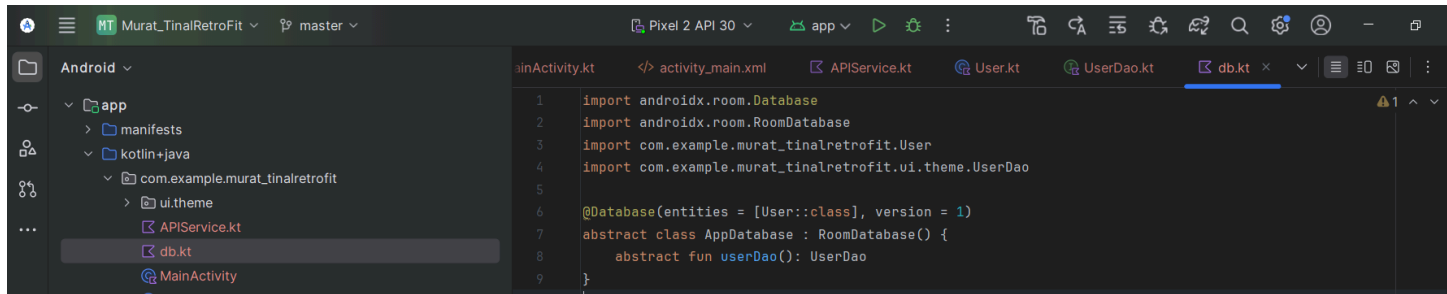 MT Murat_TinalRetroFit master Pixel 2 API 30 app
Android
ainActivity.kt activity_main.xml APIService.kt User.kt UserDao.kt db.kt
app
manifests
kotlin+java
com.example.murat_tinalretrofit
ui.theme
APIService.kt
db.kt
MainActivity
1 import androidx.room.Database
2 import androidx.room.RoomDatabase
3 import com.example.murat_tinalretrofit.User
4 import com.example.murat_tinalretrofit.ui.theme.UserDao
5
6 @Database(entities = [User::class], version = 1)
7 abstract class AppDatabase : RoomDatabase() {
8 abstract fun userDao(): UserDao
9 }
1